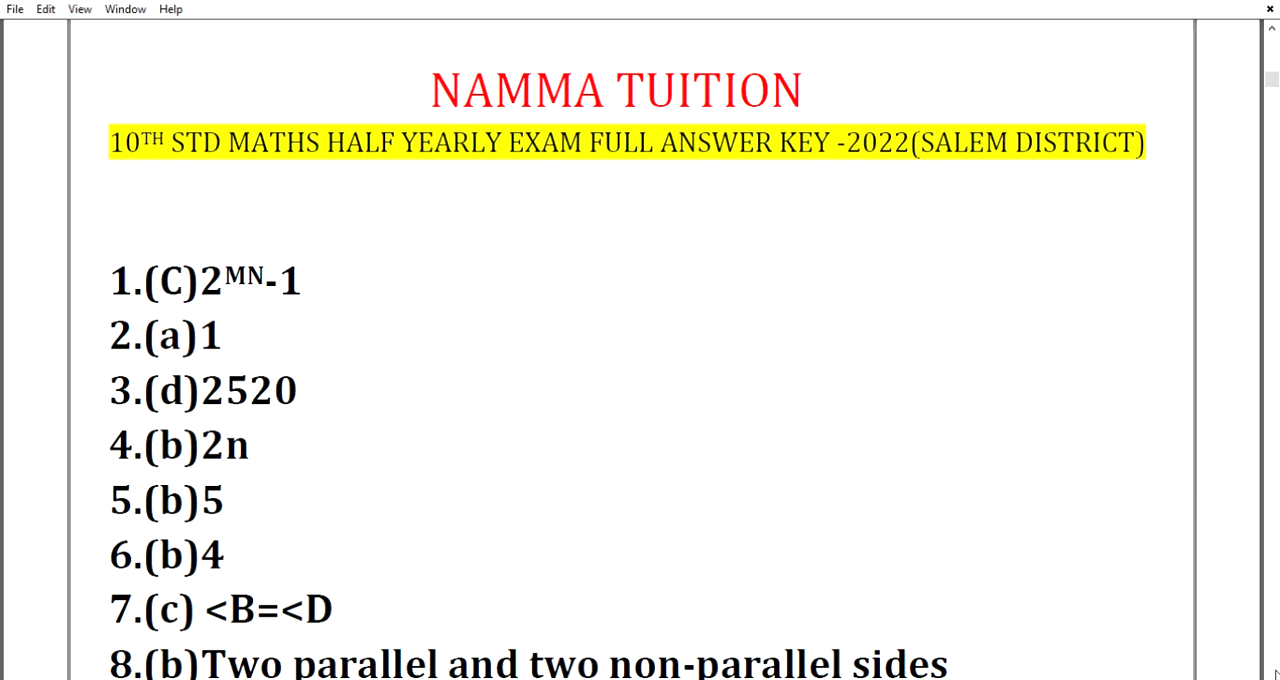 File Edit View Window Help
NAMMA TUITION
10TH STD MATHS HALF YEARLY EXAM FULL ANSWER KEY -2022(SALEM DISTRICT)
1.(C)2ᴹᴺ-1
2.(a)1
3.(d)2520
4.(b)2n
5.(b)5
6.(b)4
7.(c) <B=<D
8.(b)Two parallel and two non-parallel sides